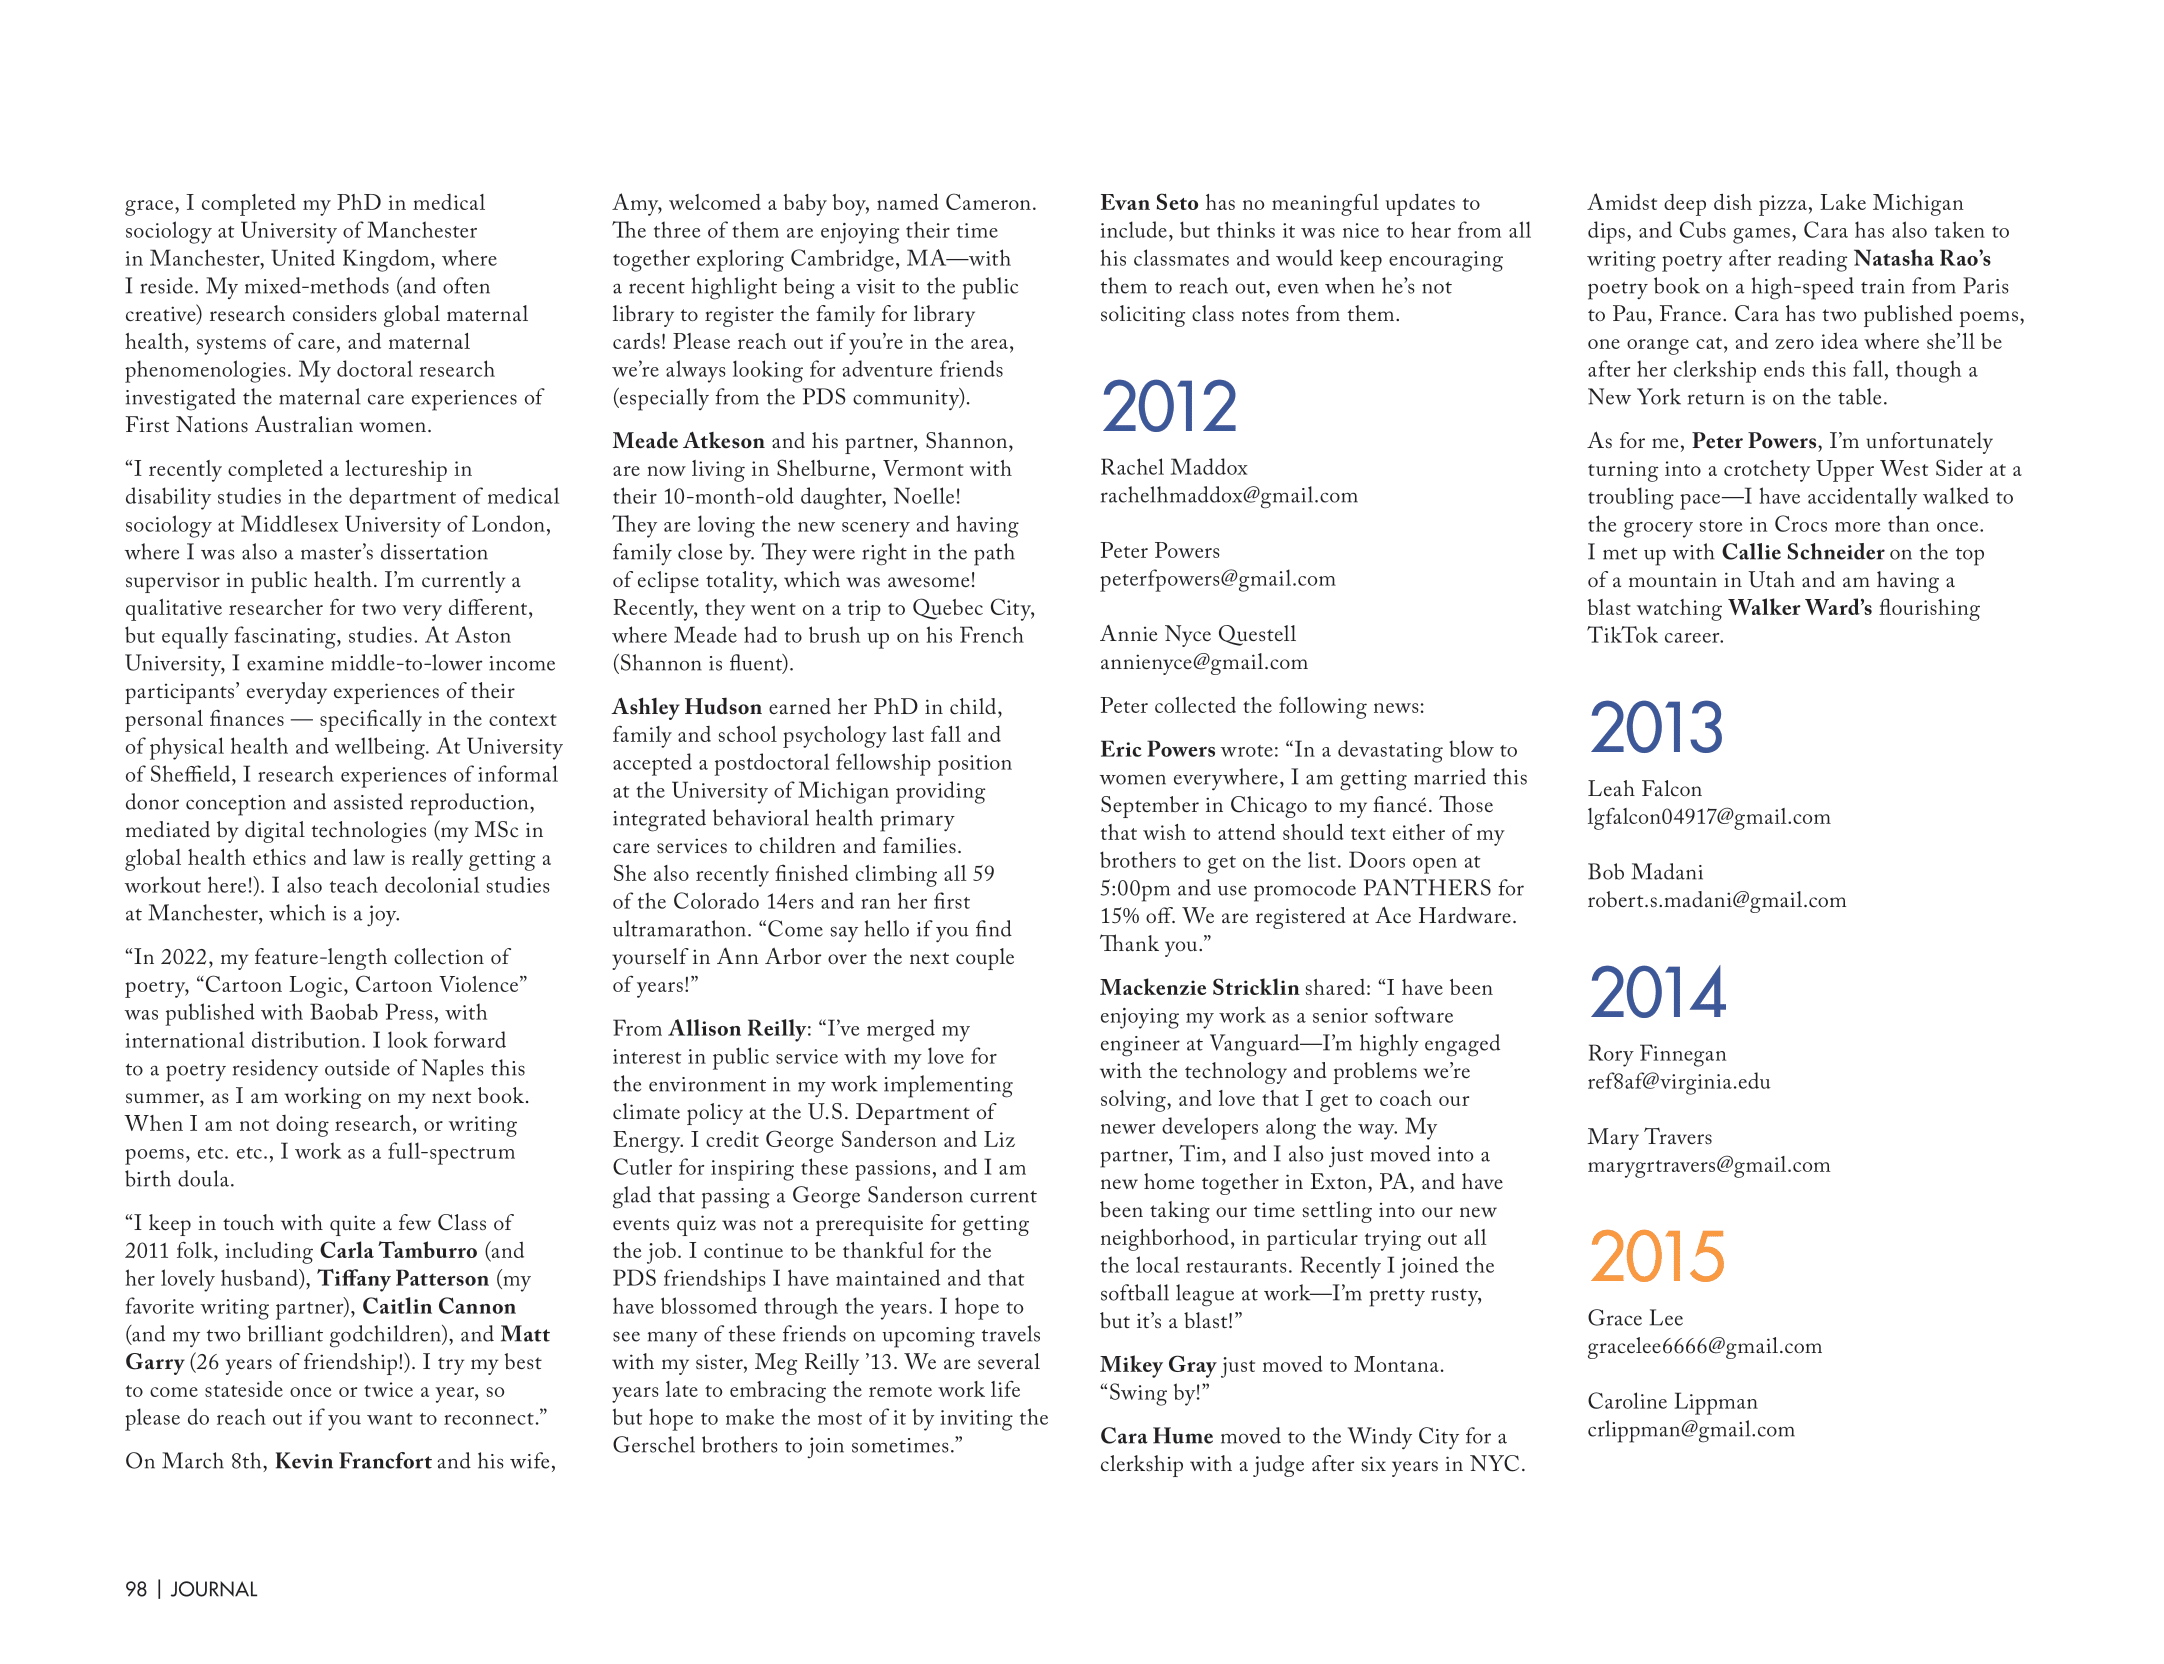 grace, I completed my PhD in medical
sociology at University of Manchester
in Manchester, United Kingdom, where
I reside. My mixed-methods (and often
creative) research considers global maternal
health, systems of care, and maternal
phenomenologies. My doctoral research
investigated the maternal care experiences of
First Nations Australian women.
“I recently completed a lectureship in
disability studies in the department of medical
sociology at Middlesex University of London,
where I was also a master’s dissertation
supervisor in public health. I’m currently a
qualitative researcher for two very different,
but equally fascinating, studies. At Aston
University, I examine middle-to-lower income
participants’ everyday experiences of their
personal finances — specifically in the context
of physical health and wellbeing. At University
of Sheffield, I research experiences of informal
donor conception and assisted reproduction,
mediated by digital technologies (my MSc in
global health ethics and law is really getting a
workout here!). I also teach decolonial studies
at Manchester, which is a joy.
“In 2022, my feature-length collection of
poetry, “Cartoon Logic, Cartoon Violence”
was published with Baobab Press, with
international distribution. I look forward
to a poetry residency outside of Naples this
summer, as I am working on my next book.
When I am not doing research, or writing
poems, etc. etc., I work as a full-spectrum
birth doula.
“I keep in touch with quite a few Class of
2011 folk, including Carla Tamburro (and
her lovely husband), Tiffany Patterson (my
favorite writing partner), Caitlin Cannon
(and my two brilliant godchildren), and Matt
Garry (26 years of friendship!). I try my best
to come stateside once or twice a year, so
please do reach out if you want to reconnect.”
On March 8th, Kevin Francfort and his wife,
Amy, welcomed a baby boy, named Cameron.
The three of them are enjoying their time
together exploring Cambridge, MA—with
a recent highlight being a visit to the public
library to register the family for library
cards! Please reach out if you’re in the area,
we’re always looking for adventure friends
(especially from the PDS community).
Meade Atkeson and his partner, Shannon,
are now living in Shelburne, Vermont with
their 10-month-old daughter, Noelle!
They are loving the new scenery and having
family close by. They were right in the path
of eclipse totality, which was awesome!
Recently, they went on a trip to Quebec City,
where Meade had to brush up on his French
(Shannon is fluent).
Ashley Hudson earned her PhD in child,
family and school psychology last fall and
accepted a postdoctoral fellowship position
at the University of Michigan providing
integrated behavioral health primary
care services to children and families.
She also recently finished climbing all 59
of the Colorado 14ers and ran her first
ultramarathon. “Come say hello if you find
yourself in Ann Arbor over the next couple
of years!”
From Allison Reilly: “I’ve merged my
interest in public service with my love for
the environment in my work implementing
climate policy at the U.S. Department of
Energy. I credit George Sanderson and Liz
Cutler for inspiring these passions, and I am
glad that passing a George Sanderson current
events quiz was not a prerequisite for getting
the job. I continue to be thankful for the
PDS friendships I have maintained and that
have blossomed through the years. I hope to
see many of these friends on upcoming travels
with my sister, Meg Reilly ’13. We are several
years late to embracing the remote work life
but hope to make the most of it by inviting the
Gerschel brothers to join sometimes.”
Evan Seto has no meaningful updates to
include, but thinks it was nice to hear from all
his classmates and would keep encouraging
them to reach out, even when he’s not
soliciting class notes from them.
2012
Rachel Maddox
rachelhmaddox@gmail.com
Peter Powers
peterfpowers@gmail.com
Annie Nyce Questell
annienyce@gmail.com
Peter collected the following news:
Eric Powers wrote: “In a devastating blow to
women everywhere, I am getting married this
September in Chicago to my fiancé. Those
that wish to attend should text either of my
brothers to get on the list. Doors open at
5:00pm and use promocode PANTHERS for
15% off. We are registered at Ace Hardware.
Thank you.”
Mackenzie Stricklin shared: “I have been
enjoying my work as a senior software
engineer at Vanguard—I’m highly engaged
with the technology and problems we’re
solving, and love that I get to coach our
newer developers along the way. My
partner, Tim, and I also just moved into a
new home together in Exton, PA, and have
been taking our time settling into our new
neighborhood, in particular trying out all
the local restaurants. Recently I joined the
softball league at work—I’m pretty rusty,
but it’s a blast!”
Mikey Gray just moved to Montana.
“Swing by!”
Cara Hume moved to the Windy City for a
clerkship with a judge after six years in NYC.
Amidst deep dish pizza, Lake Michigan
dips, and Cubs games, Cara has also taken to
writing poetry after reading Natasha Rao’s
poetry book on a high-speed train from Paris
to Pau, France. Cara has two published poems,
one orange cat, and zero idea where she’ll be
after her clerkship ends this fall, though a
New York return is on the table.
As for me, Peter Powers, I’m unfortunately
turning into a crotchety Upper West Sider at a
troubling pace—I have accidentally walked to
the grocery store in Crocs more than once.
I met up with Callie Schneider on the top
of a mountain in Utah and am having a
blast watching Walker Ward’s flourishing
TikTok career.
2013
Leah Falcon
lgfalcon04917@gmail.com
Bob Madani
robert.s.madani@gmail.com
2014
Rory Finnegan
ref8af@virginia.edu
Mary Travers
marygrtravers@gmail.com
2015
Grace Lee
gracelee6666@gmail.com
Caroline Lippman
crlippman@gmail.com
98 | JOURNAL